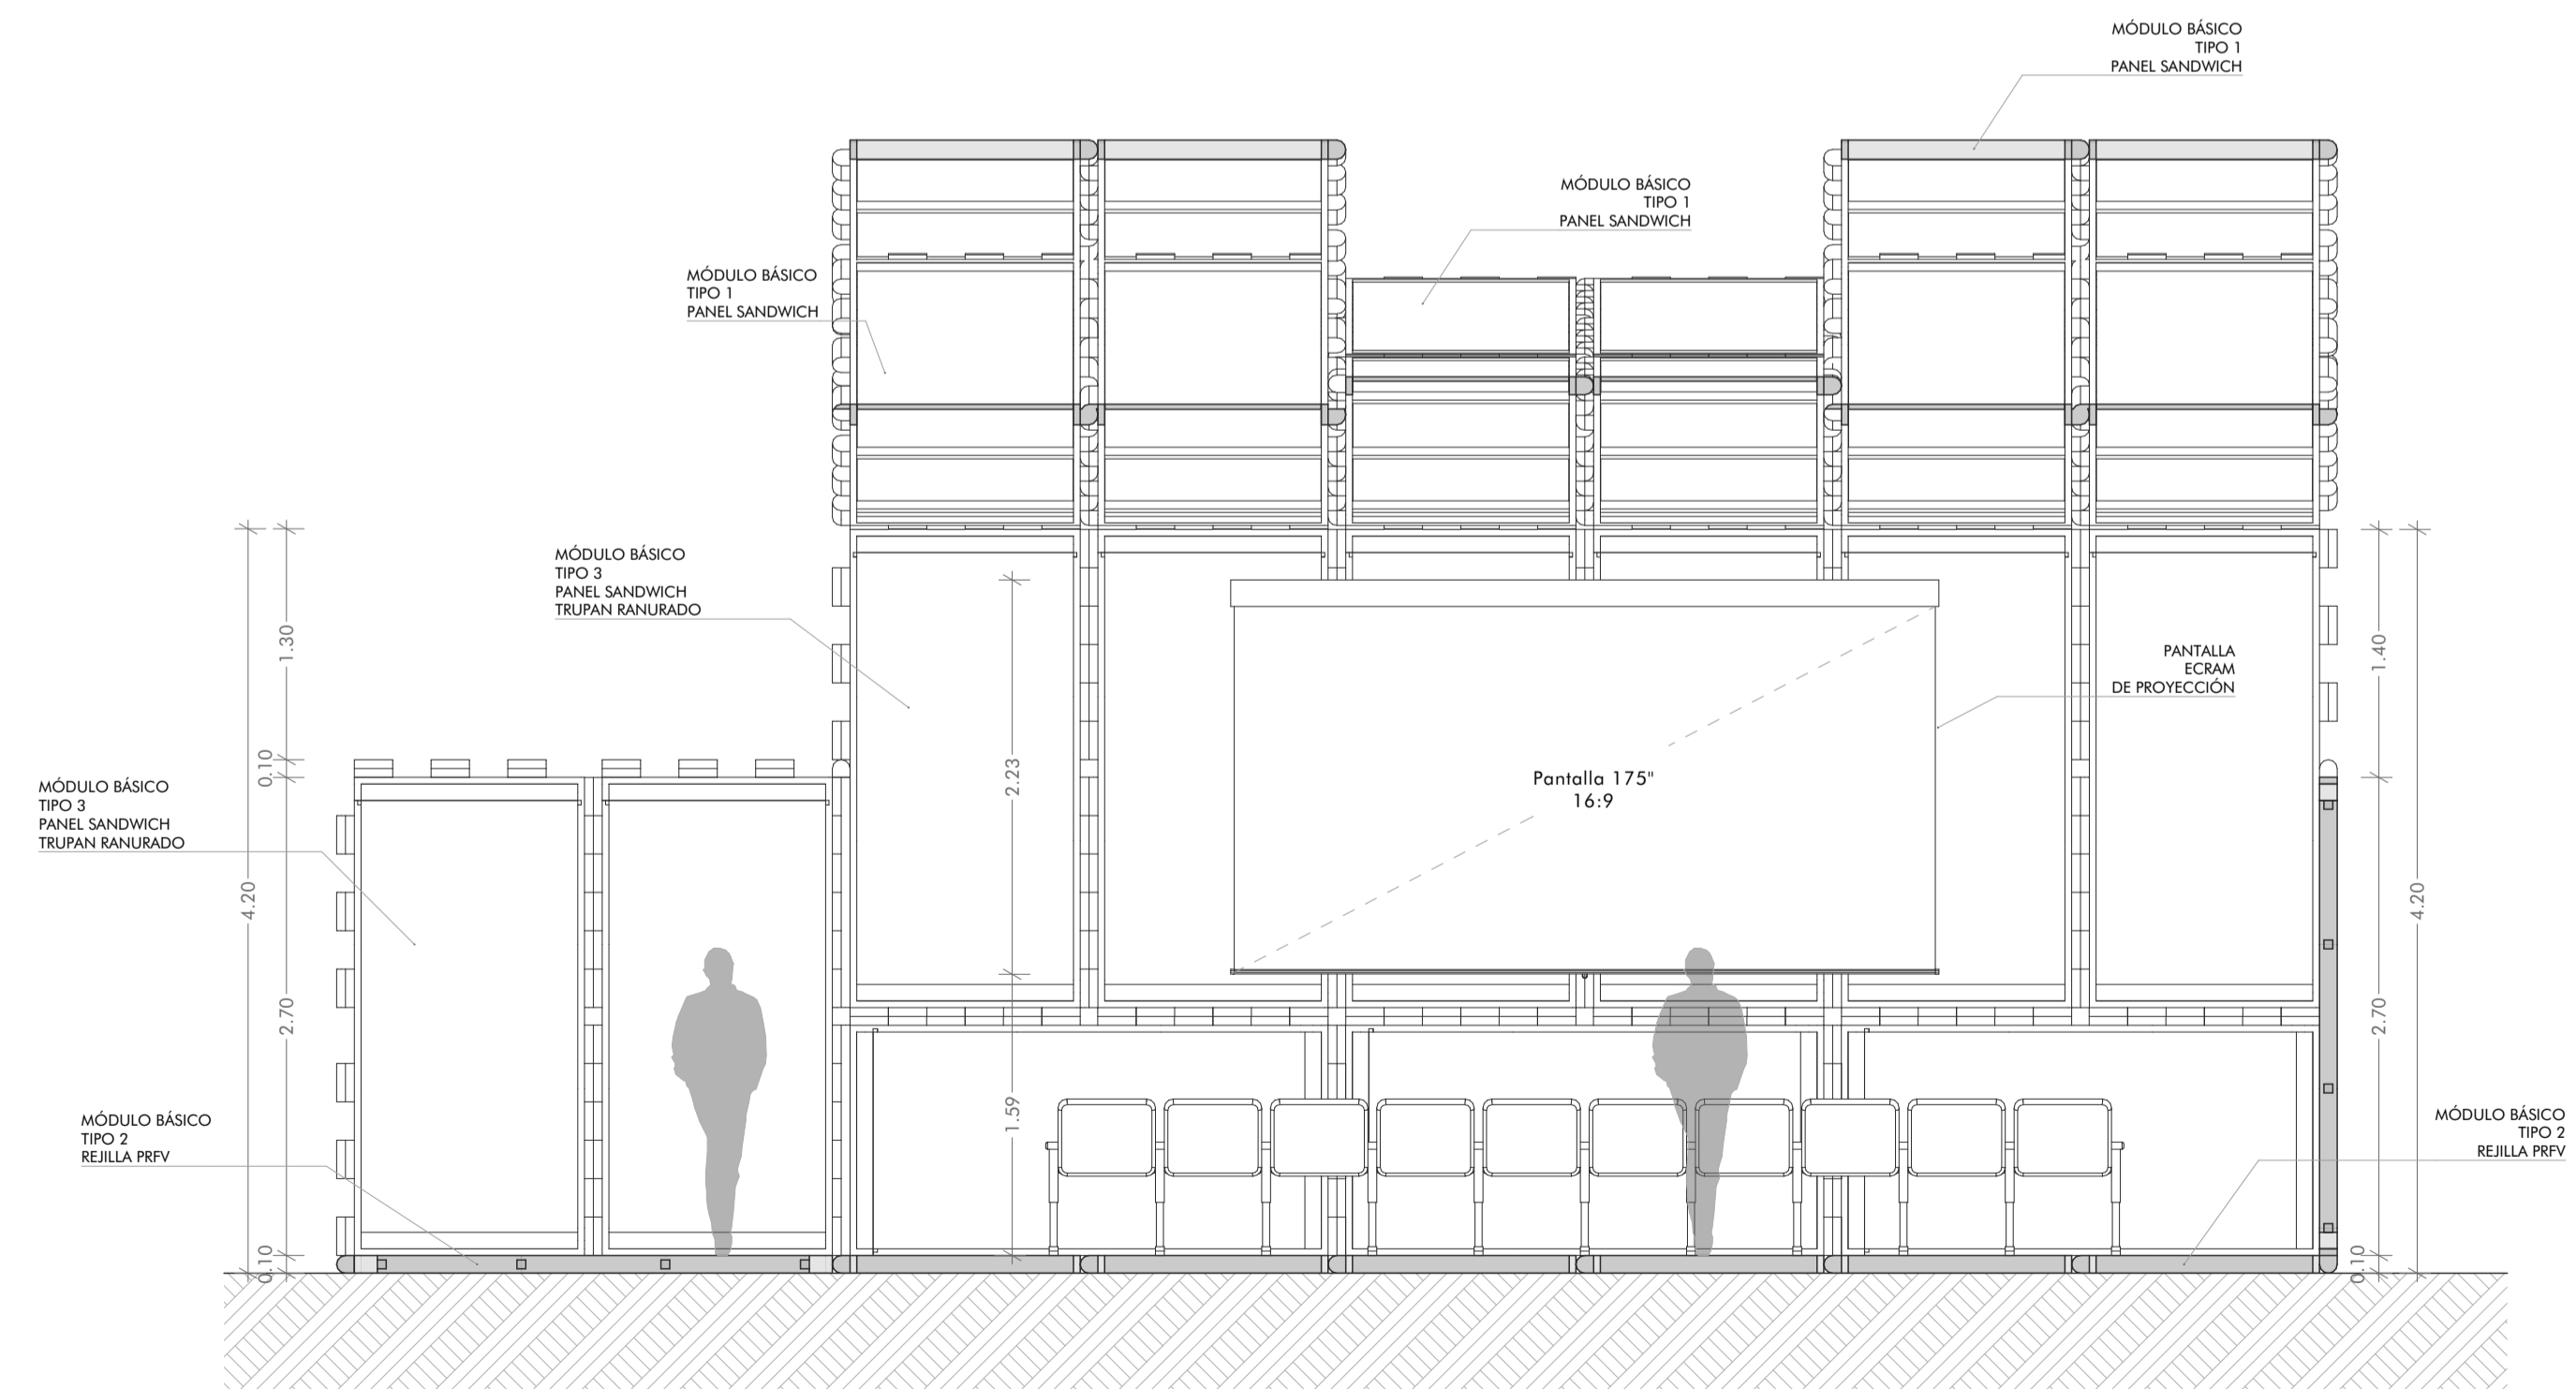 MÓDULO BÁSICO
TIPO 1
PANEL SANDWICH
MÓDULO BÁSICO
TIPO 1
PANEL SANDWICH
MÓDULO BÁSICO
TIPO 1
PANEL SANDWICH
MÓDULO BÁSICO
TIPO 3
PANEL SANDWICH
TRUPAN RANURADO
PANTALLA
ECRAM
DE PROYECCIÓN
Pantalla 175"
16:9
MÓDULO BÁSICO
TIPO 3
PANEL SANDWICH
TRUPAN RANURADO
MÓDULO BÁSICO
TIPO 2
REJILLA PRFV
MÓDULO BÁSICO
TIPO 2
REJILLA PRFV
4.20
1.30
0.10
2.70
0.10
2.23
1.59
1.40
2.70
0.10
4.20